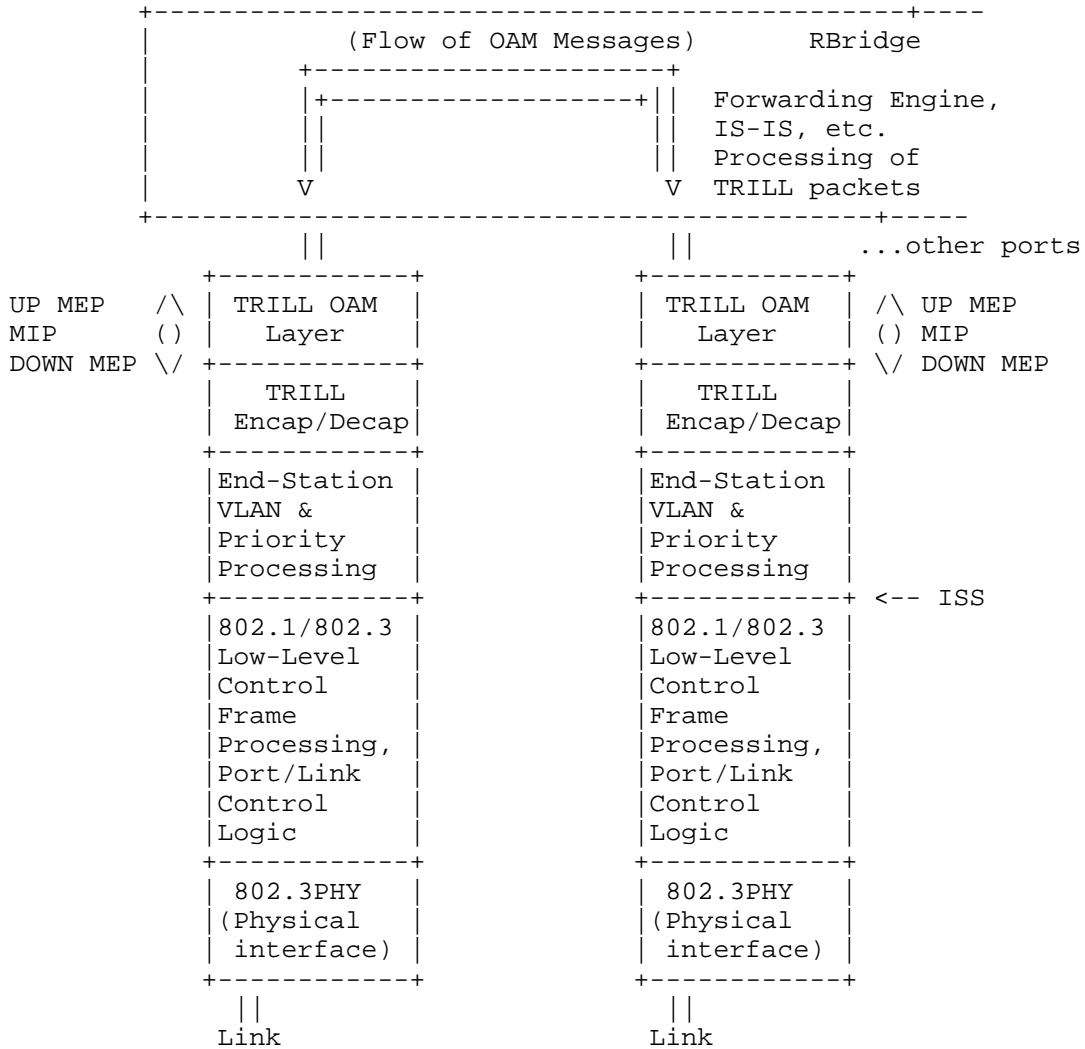 (Flow of OAM Messages) RBridge
Forwarding Engine,
IS-IS, etc.
Processing of
V V TRILL packets
...other ports
UP MEP /\ TRILL OAM TRILL OAM /\ UP MEP
MIP () Layer Layer () MIP
DOWN MEP \/ \/ DOWN MEP
TRILL TRILL
Encap/Decap Encap/Decap
End-Station End-Station
VLAN & VLAN &
Priority Priority
Processing Processing
<-- ISS
802.1/802.3 802.1/802.3
Low-Level Low-Level
Control Control
Frame Frame
Processing, Processing,
Port/Link Port/Link
Control Control
Logic Logic
802.3PHY 802.3PHY
(Physical (Physical
interface) interface)
Link Link